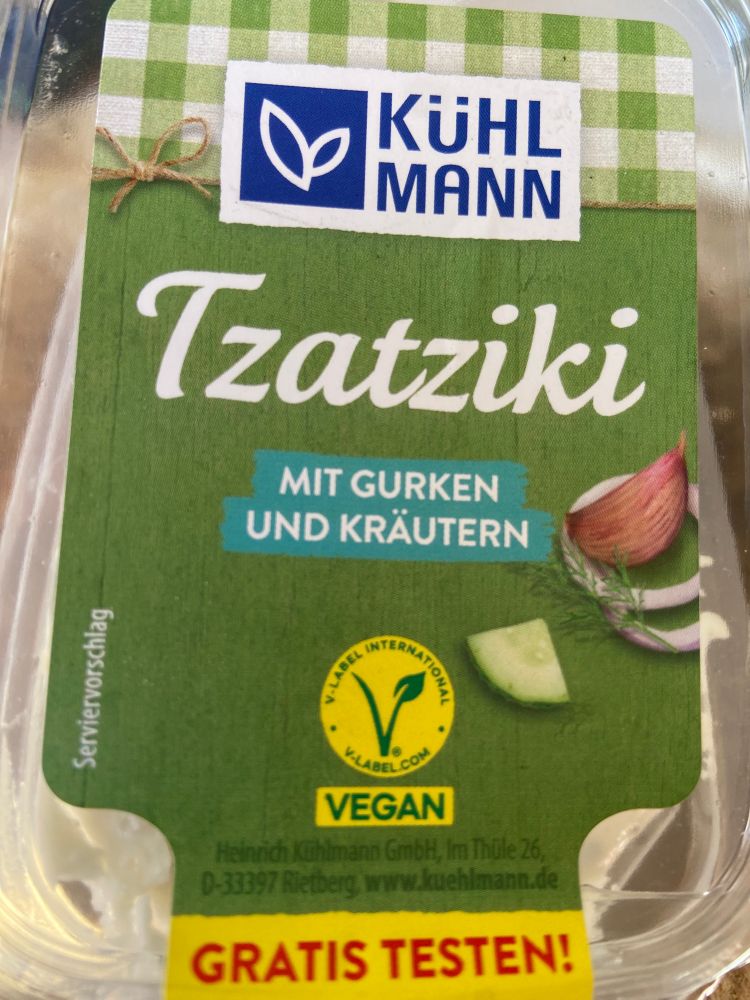 KÜHL
MANN
Tzatziki
MIT GURKEN
UND KRÄUTERN
Serviervorschlag
V-LABEL INTERNATIONAL
V-LABEL.COM
®
VEGAN
Heinrich Kühlmann GmbH, Im Thüle 26,
D-33397 Rietberg, www.kuehlmann.de
GRATIS TESTEN!